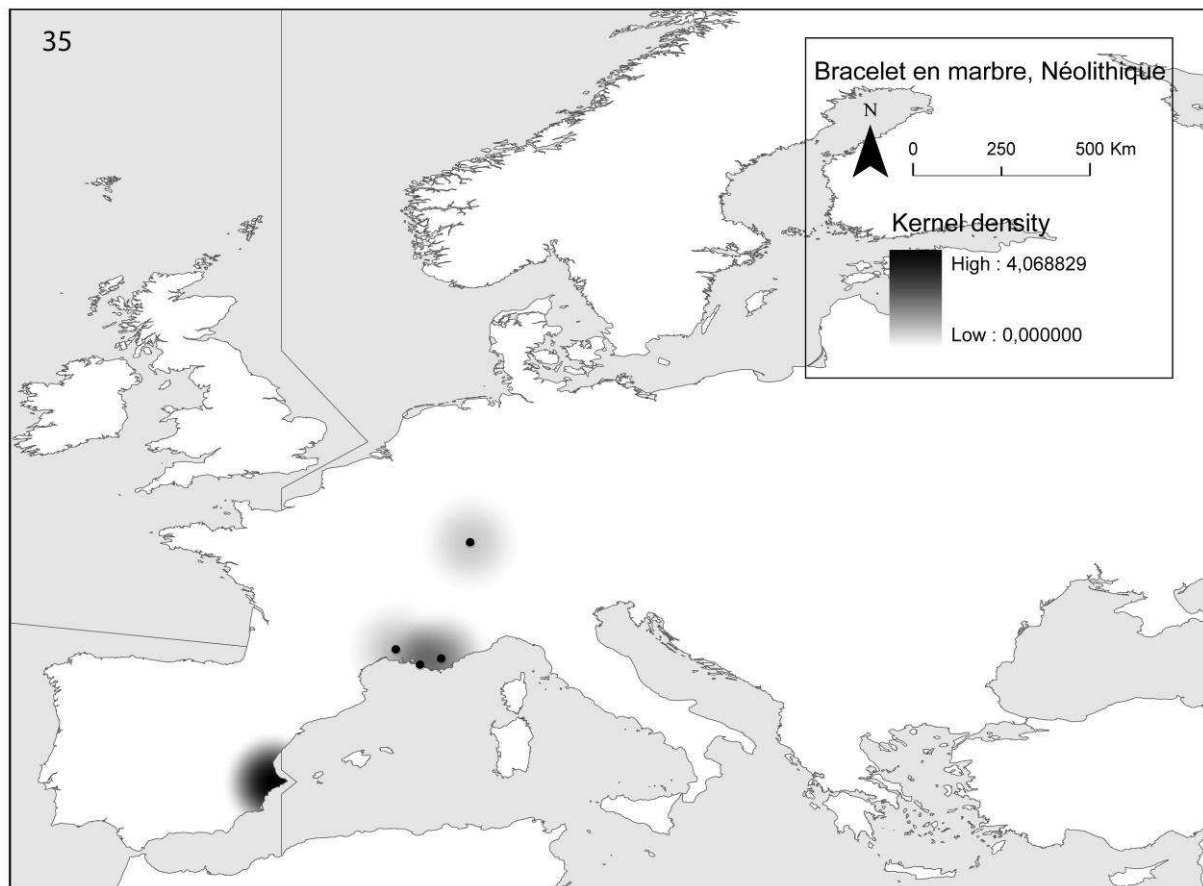 35
Bracelet en marbre, Néolithique
N
0 250 500 Km
Kernel density
High : 4,068829
Low : 0,000000